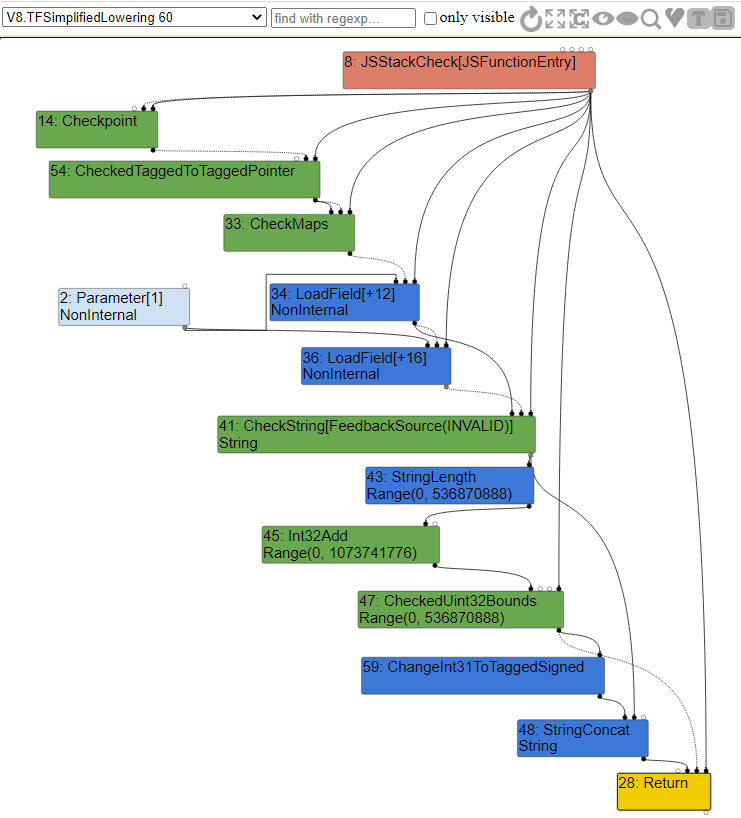 V8.TFSimplifiedLowering 60
find with regexp...
only visible
8: JSStackCheck[JSFunctionEntry]
14: Checkpoint
54: CheckedTaggedToTaggedPointer
33: CheckMaps
2: Parameter[1]
NonInternal
34: LoadField[+12]
NonInternal
36: LoadField[+16]
NonInternal
41: CheckString[FeedbackSource(INVALID)]
String
43: StringLength
Range(0, 536870888)
45: Int32Add
Range(0, 1073741776)
47: CheckedUint32Bounds
Range(0, 536870888)
59: ChangeInt31ToTaggedSigned
48: StringConcat
String
28: Return